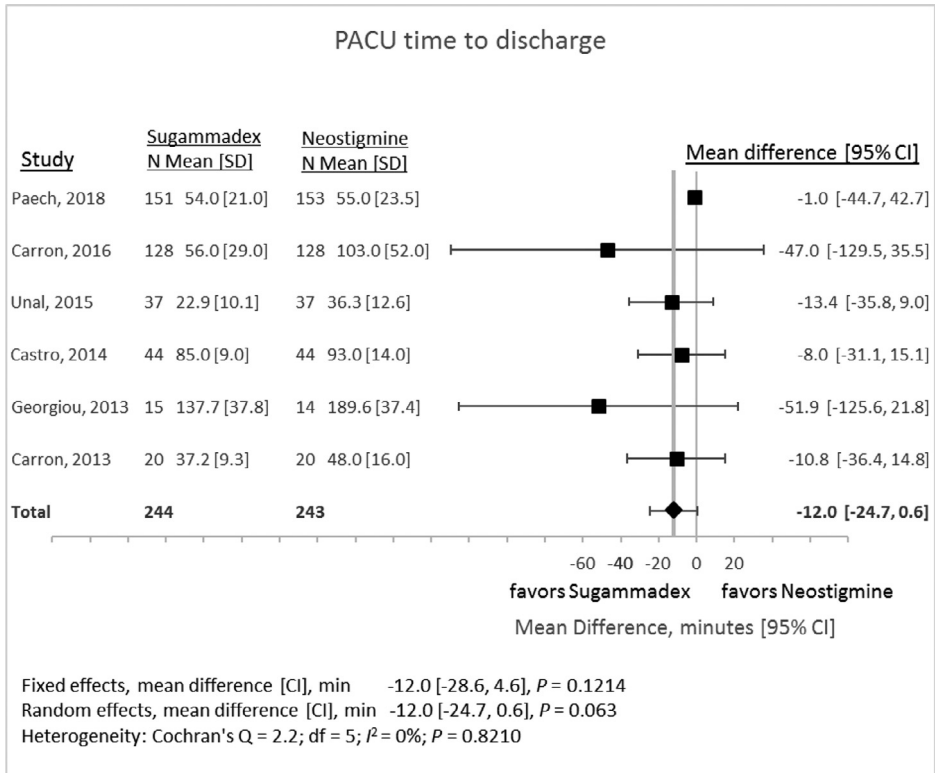 PACU time to discharge
Sugammadex Neostigmine
Study N Mean [SD] N Mean [SD] Mean difference [95% CI]
Paech, 2018 151 54.0 [21.0] 153 55.0 [23.5] -1.0 [-44.7, 42.7]
Carron, 2016 128 56.0 [29.0] 128 103.0 [52.0] -47.0 [-129.5, 35.5]
Unal, 2015 37 22.9 [10.1] 37 36.3 [12.6] -13.4 [-35.8, 9.0]
Castro, 2014 44 85.0 [9.0] 44 93.0 [14.0] -8.0 [-31.1, 15.1]
Georgiou, 2013 15 137.7 [37.8] 14 189.6 [37.4] -51.9 [-125.6, 21.8]
Carron, 2013 20 37.2 [9.3] 20 48.0 [16.0] -10.8 [-36.4, 14.8]
Total 244 243 -12.0 [-24.7, 0.6]
-60 -40 -20 0 20
favors Sugammadex favors Neostigmine
Mean Difference, minutes [95% CI]
Fixed effects, mean difference [CI], min -12.0 [-28.6, 4.6], P = 0.1214
Random effects, mean difference [CI], min -12.0 [-24.7, 0.6], P = 0.063
Heterogeneity: Cochran's Q = 2.2; df = 5; I² = 0%; P = 0.8210